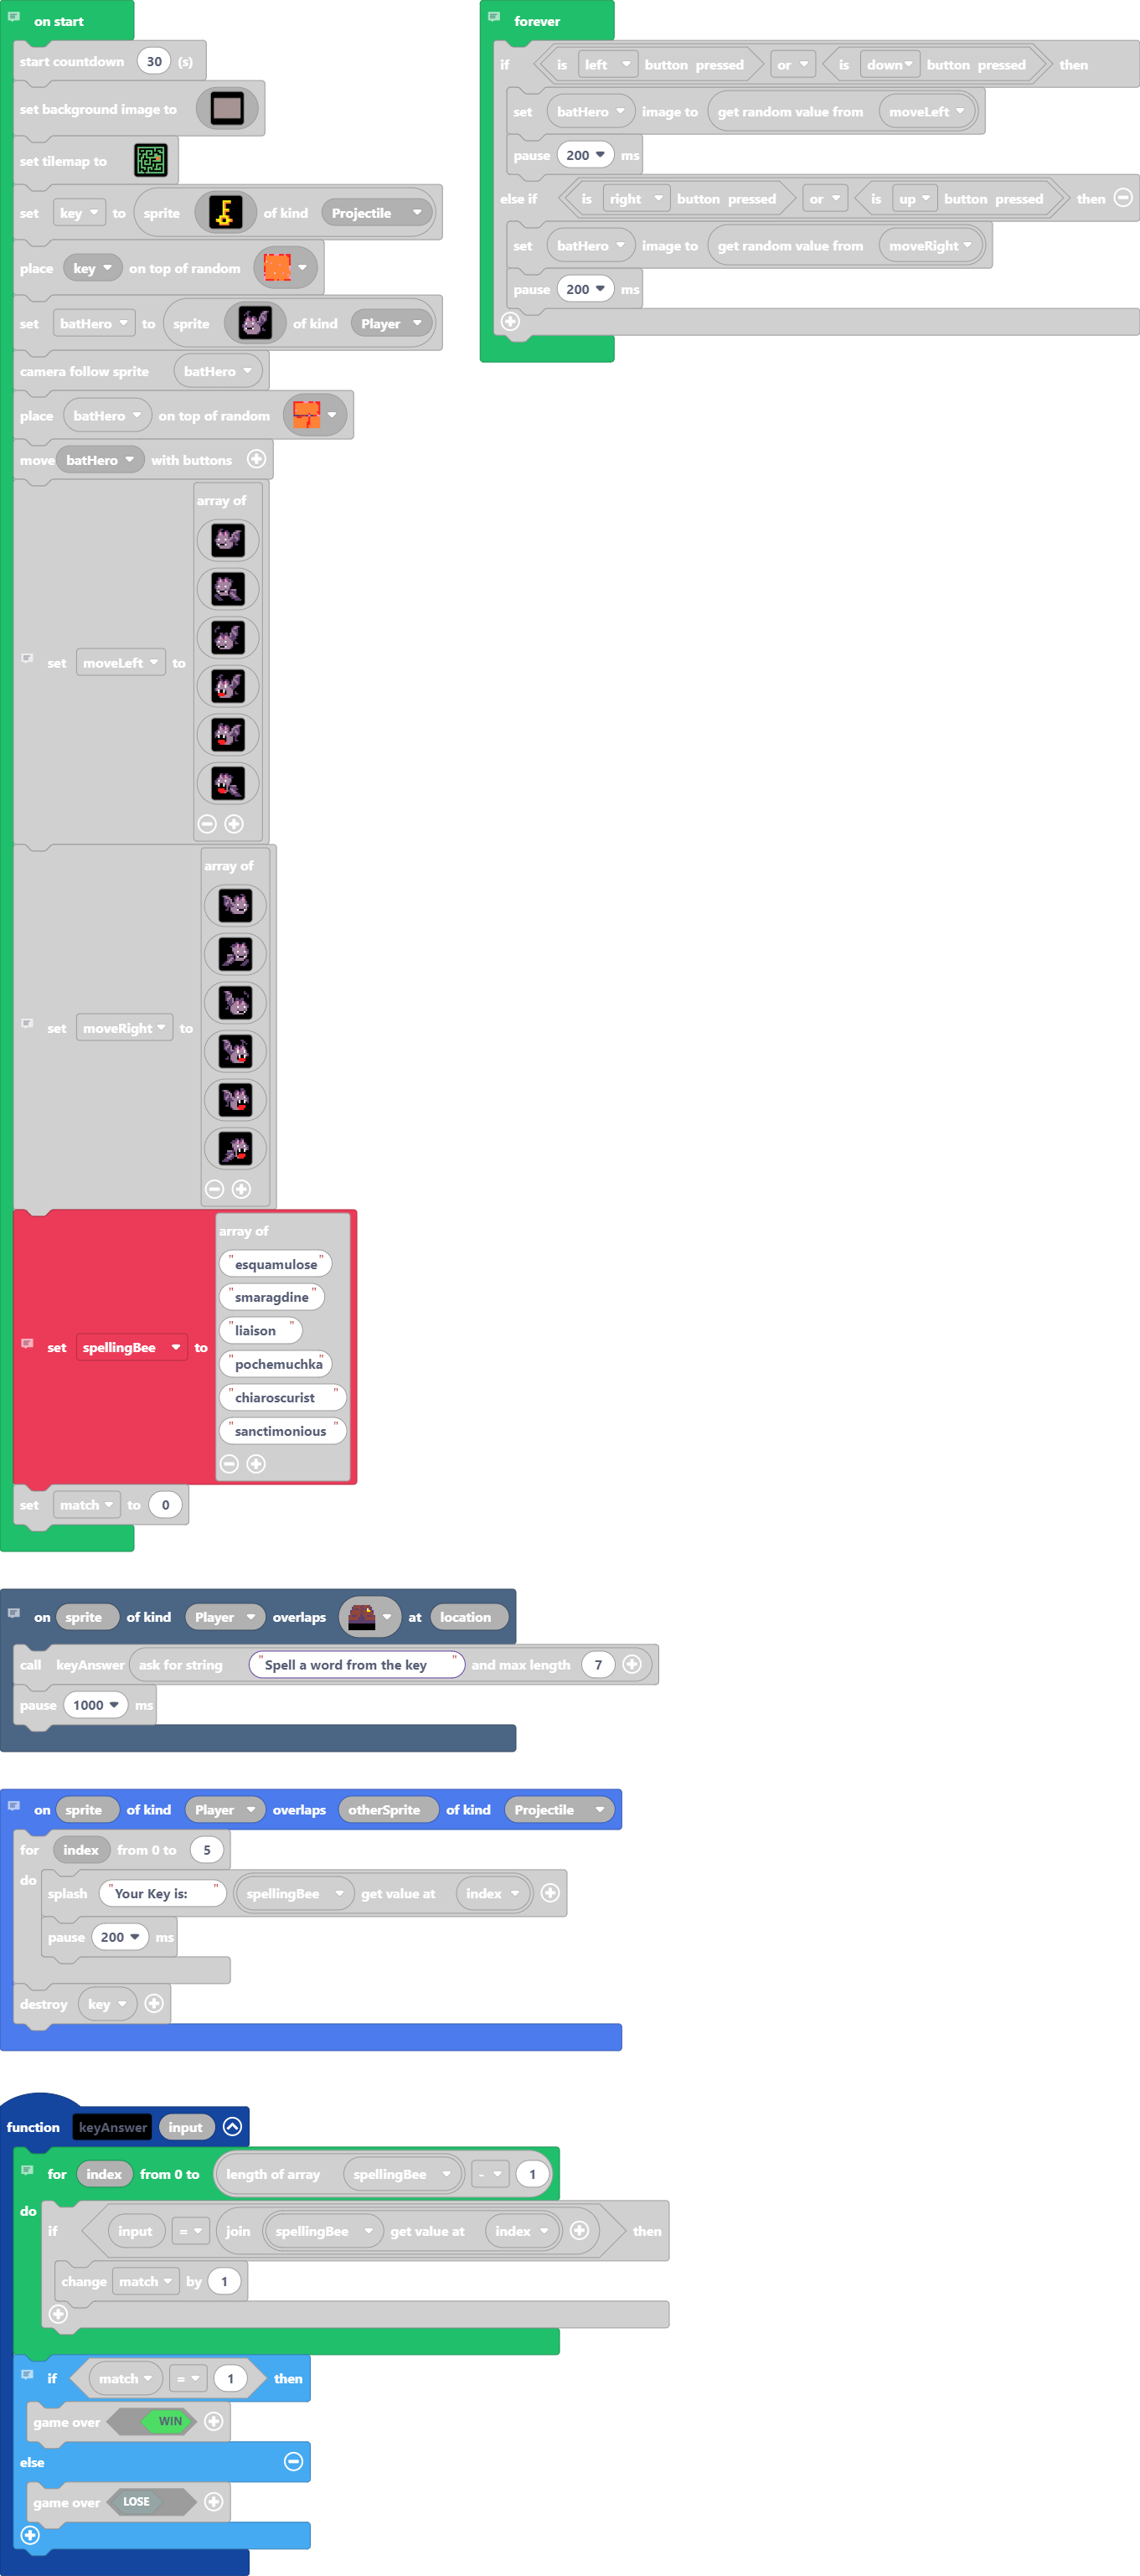 on start
start countdown 30 (s)
set background image to
set tilemap to
set key to sprite of kind Projectile
place key on top of random
set batHero to sprite of kind Player
camera follow sprite batHero
place batHero on top of random
move batHero with buttons
array of
set moveLeft to
array of
set moveRight to
array of
"esquamulose"
"smaragdine"
"liaison"
set spellingBee to
"pochemuchka
"chiaroscurist"
"sanctimonious"
set match to 0
forever
if is left button pressed or is down button pressed then
set batHero image to get random value from moveLeft
pause 200 ms
else if is right button pressed or is up button pressed then
set batHero image to get random value from moveRight
pause 200 ms
on sprite of kind Player overlaps at location
call keyAnswer ask for string "Spell a word from the key" and max length 7
pause 1000 ms
on sprite of kind Player overlaps otherSprite of kind Projectile
for index from 0 to 5
do
splash "Your Key is:" spellingBee get value at index
pause 200 ms
destroy key
function keyAnswer input
for index from 0 to length of array spellingBee - 1
do
if input = join spellingBee get value at index then
change match by 1
if match = 1 then
game over WIN
else
game over LOSE